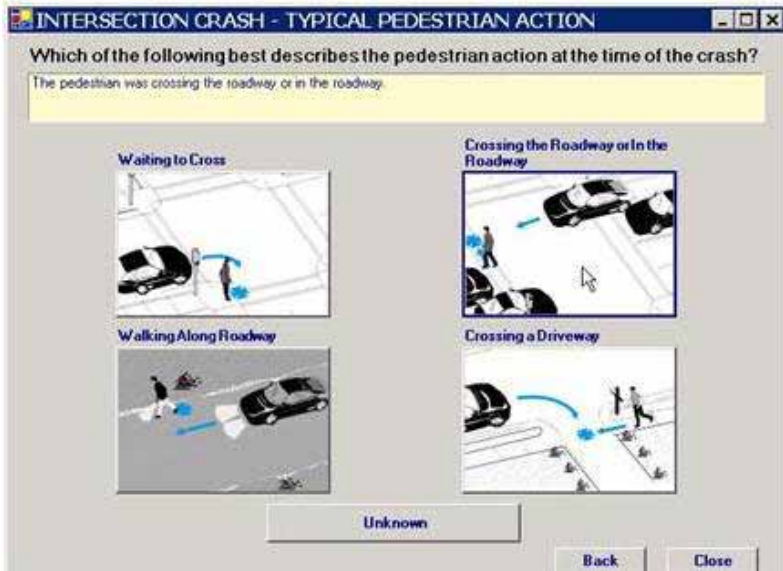 INTERSECTION CRASH - TYPICAL PEDESTRIAN ACTION
Which of the following best describes the pedestrian action at the time of the crash?
The pedestrian was crossing the roadway or in the roadway.
Waiting to Cross
Crossing the Roadway or In the
Roadway
Walking Along Roadway
Crossing a Driveway
Unknown
Back
Close